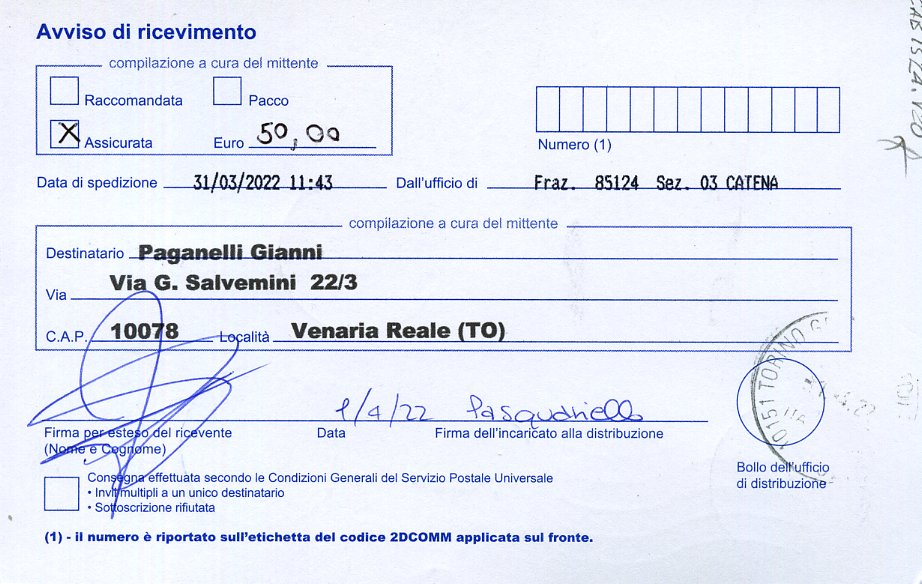 Avviso di ricevimento
compilazione a cura del mittente
Raccomandata Pacco
X Assicurata Euro 50,00
Numero (1)
Data di spedizione 31/03/2022 11:43 Dall'ufficio di Fraz. 85124 Sez. 03 CATENA
compilazione a cura del mittente
Destinatario Paganelli Gianni
Via Via G. Salvemini 22/3
C.A.P. 10078 Località Venaria Reale (TO)
1/4/22 Pasquariello
Firma per esteso del ricevente Data Firma dell'incaricato alla distribuzione
(Nome e Cognome)
TORINO
Bollo dell'ufficio
di distribuzione
Consegna effettuata secondo le Condizioni Generali del Servizio Postale Universale
• Invii multipli a un unico destinatario
• Sottoscrizione rifiutata
(1) - il numero è riportato sull'etichetta del codice 2DCOMM applicata sul fronte.